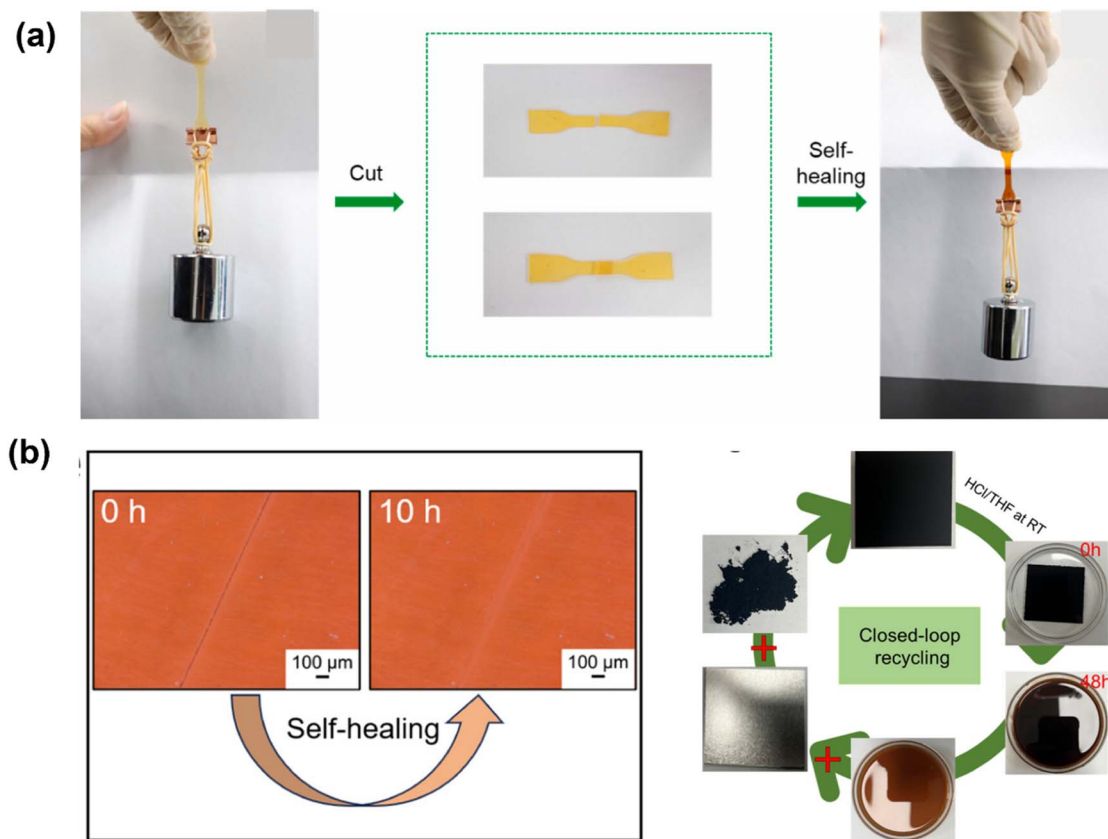 (a)
Cut
Self-
healing
(b)
0 h
10 h
100 µm
100 µm
Self-healing
HCl/THF at RT
0h
Closed-loop
recycling
48h